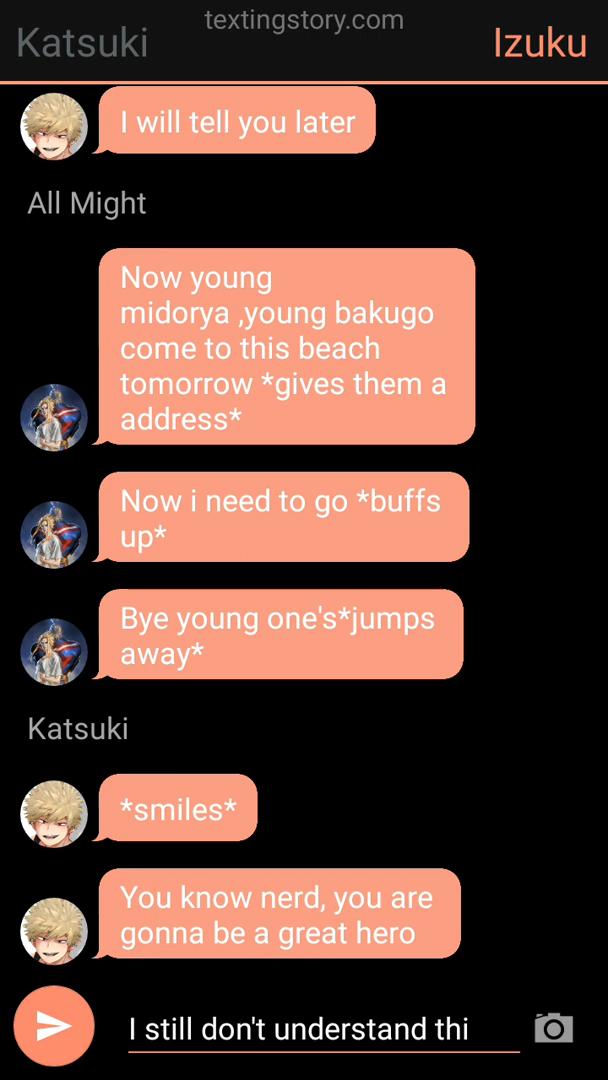 textingstory.com
Katsuki
Izuku
I will tell you later
All Might
Now young
midorya ,young bakugo
come to this beach
tomorrow *gives them a
address*
Now i need to go *buffs
up*
Bye young one's*jumps
away*
Katsuki
*smiles*
You know nerd, you are
gonna be a great hero
I still don't understand thi